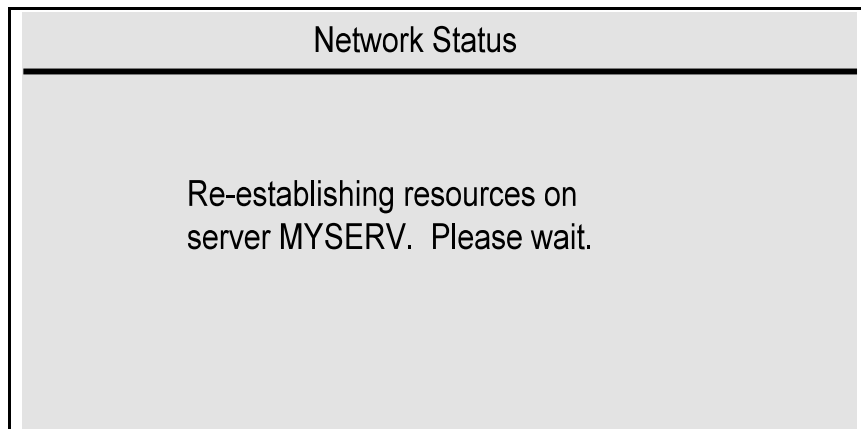 Network Status
Re-establishing resources on
server MYSERV.  Please wait.